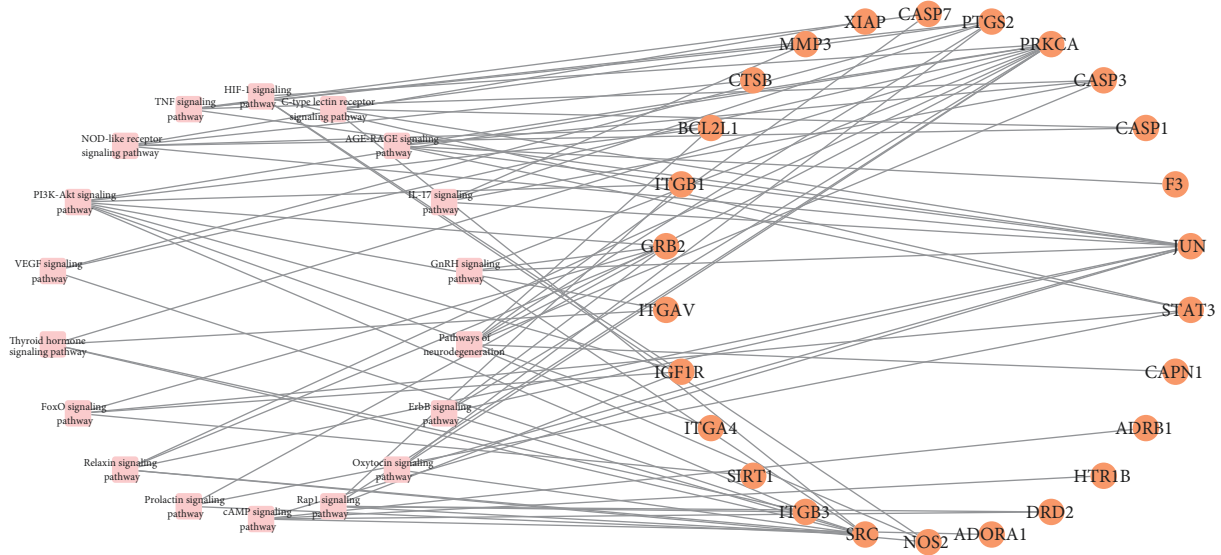 CASP7
XIAP
PTGS2
MMP3
PRKCA
CTSB
CASP3
HIF-1 signaling
pathway
TNF signaling
pathway
C-type lectin receptor
signaling pathway
BCL2L1
CASP1
NOD-like receptor
signaling pathway
AGE-RAGE signaling
pathway
ITGB1
F3
PI3K-Akt signaling
pathway
IL-17 signaling
pathway
GRB2
JUN
VEGF signaling
pathway
GnRH signaling
pathway
ITGAV
STAT3
Thyroid hormone
signaling pathway
Pathways of
neurodegeneration
IGF1R
CAPN1
FoxO signaling
pathway
ErbB signaling
pathway
ITGA4
ADRB1
Relaxin signaling
pathway
Oxytocin signaling
pathway
SIRT1
HTR1B
Prolactin signaling
pathway
Rap1 signaling
pathway
cAMP signaling
pathway
ITGB3
DRD2
SRC
NOS2
ADORA1